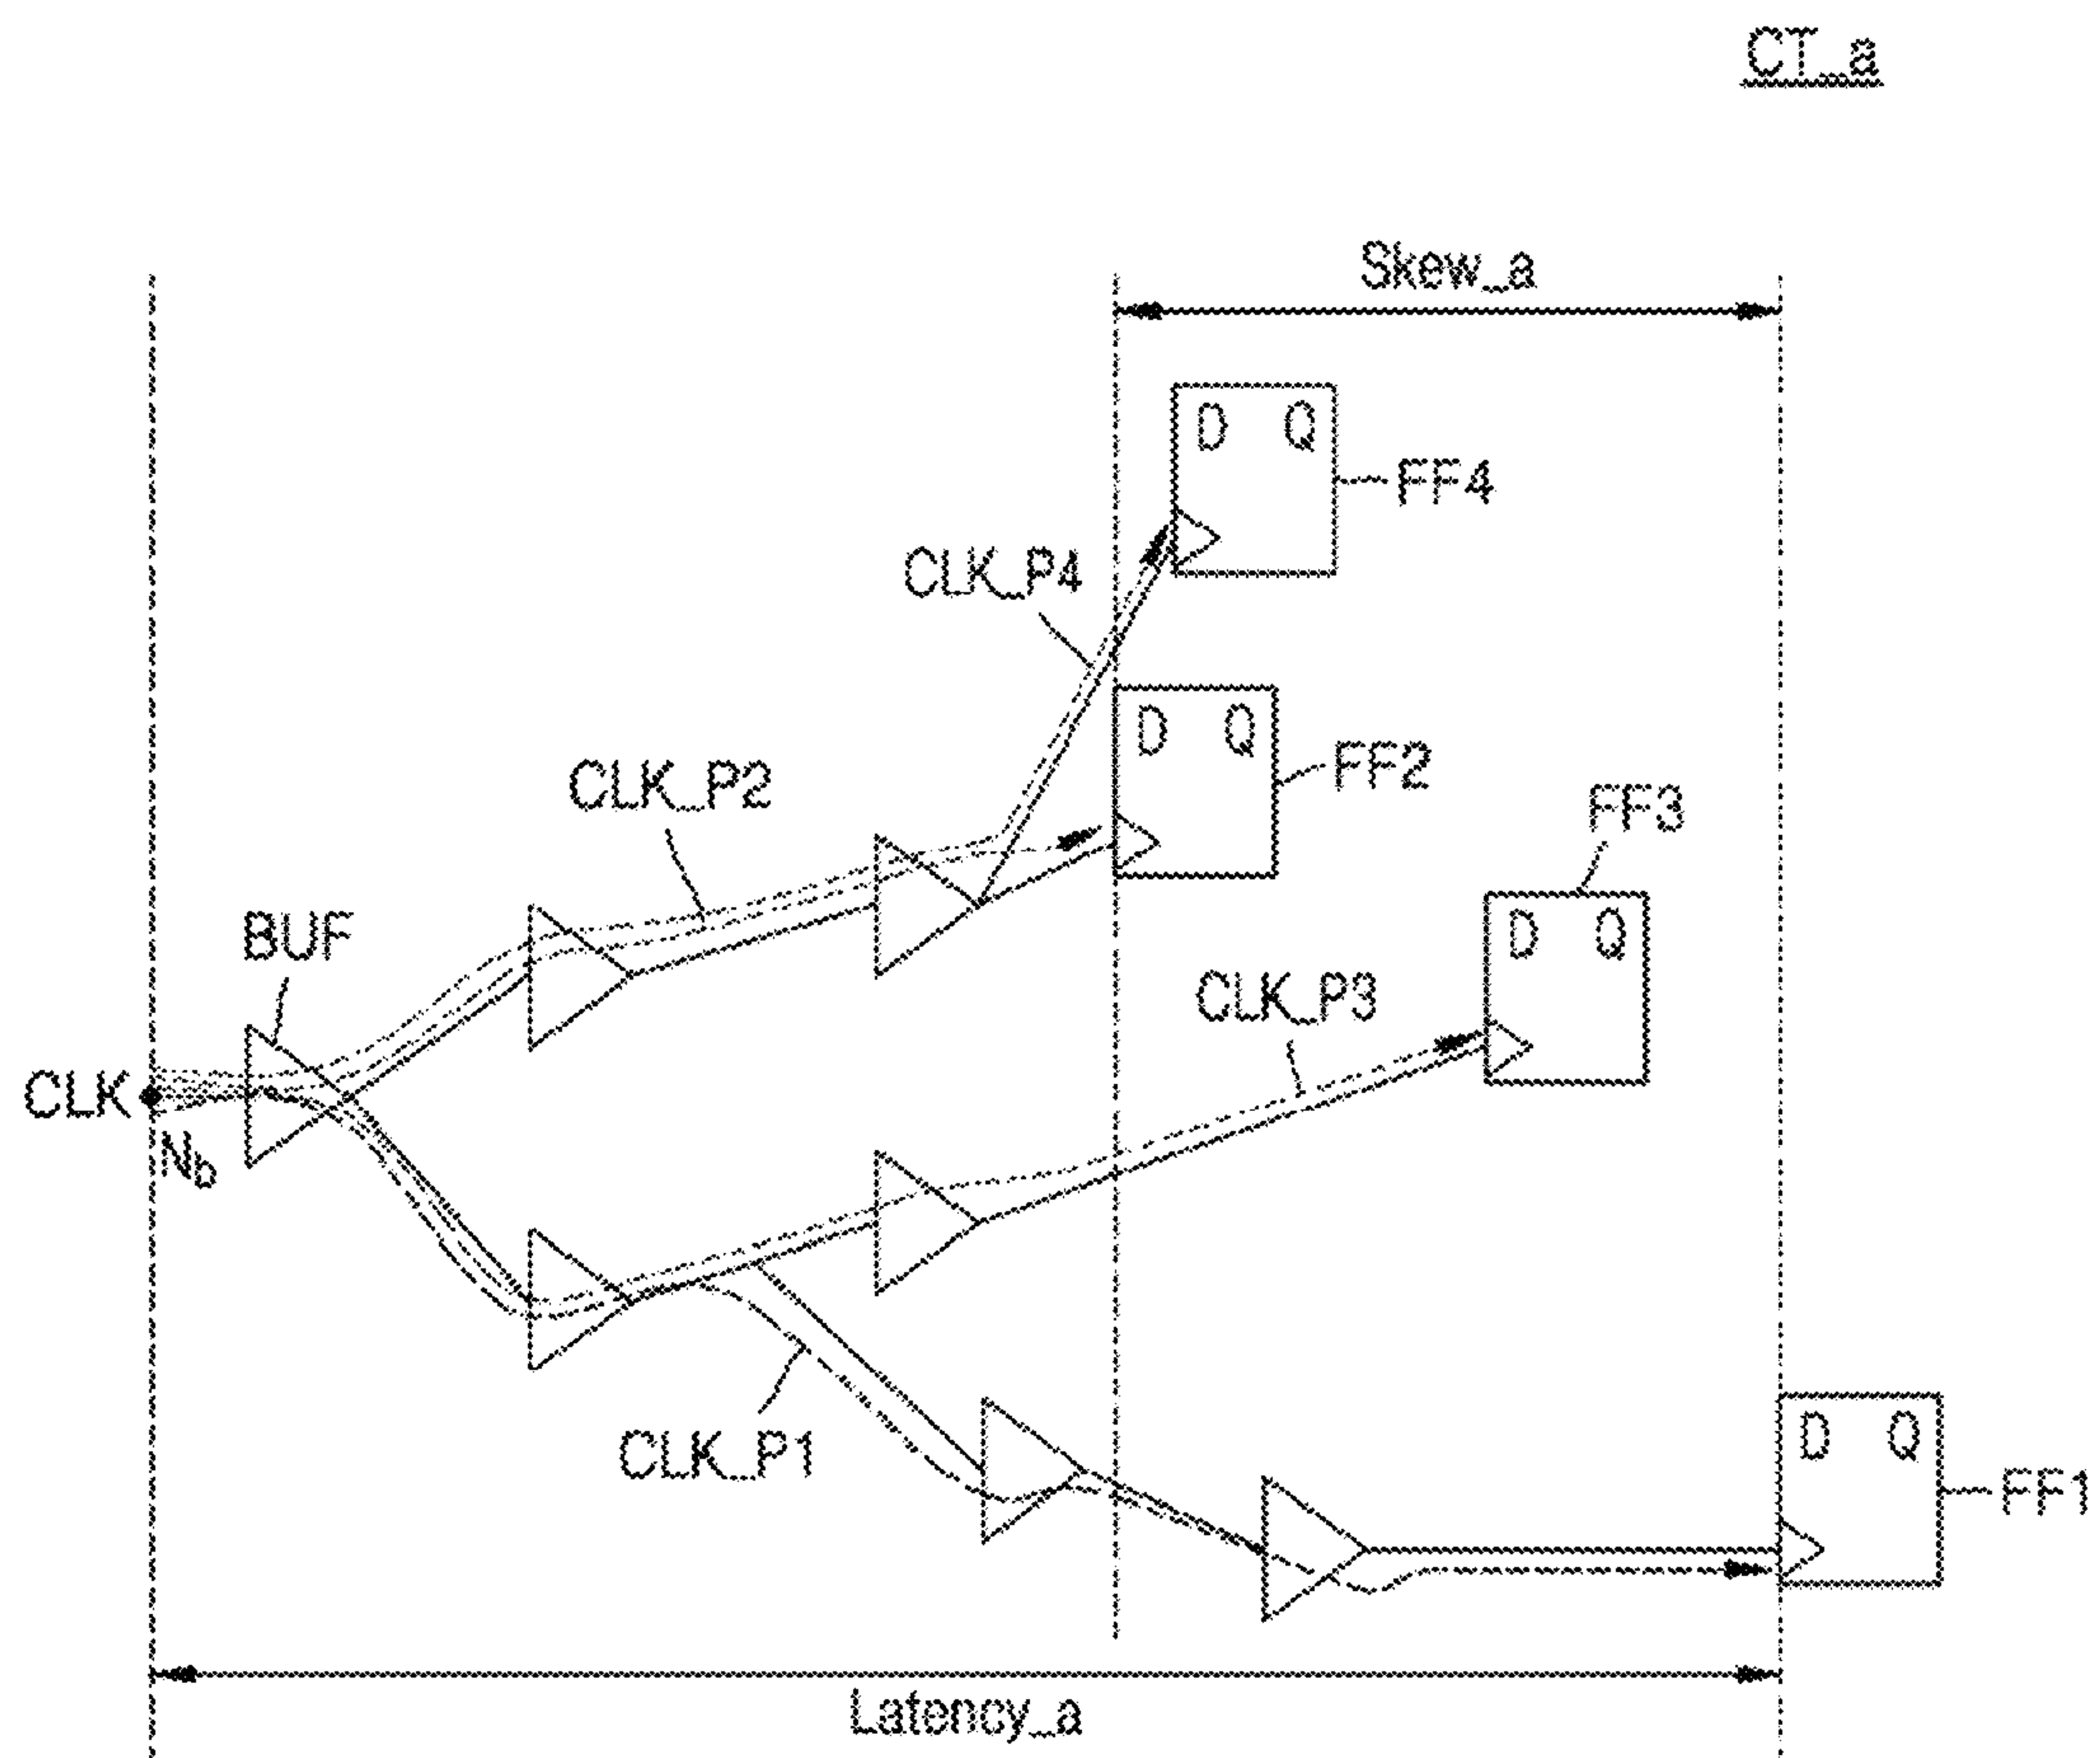 CT_a
Skew_a
D Q
FF4
CLK_P4
D Q
FF2
CLK_P2
FF3
D Q
BUF
CLK_P3
CLK
Nb
CLK_P1
D Q
FF1
Latency_a